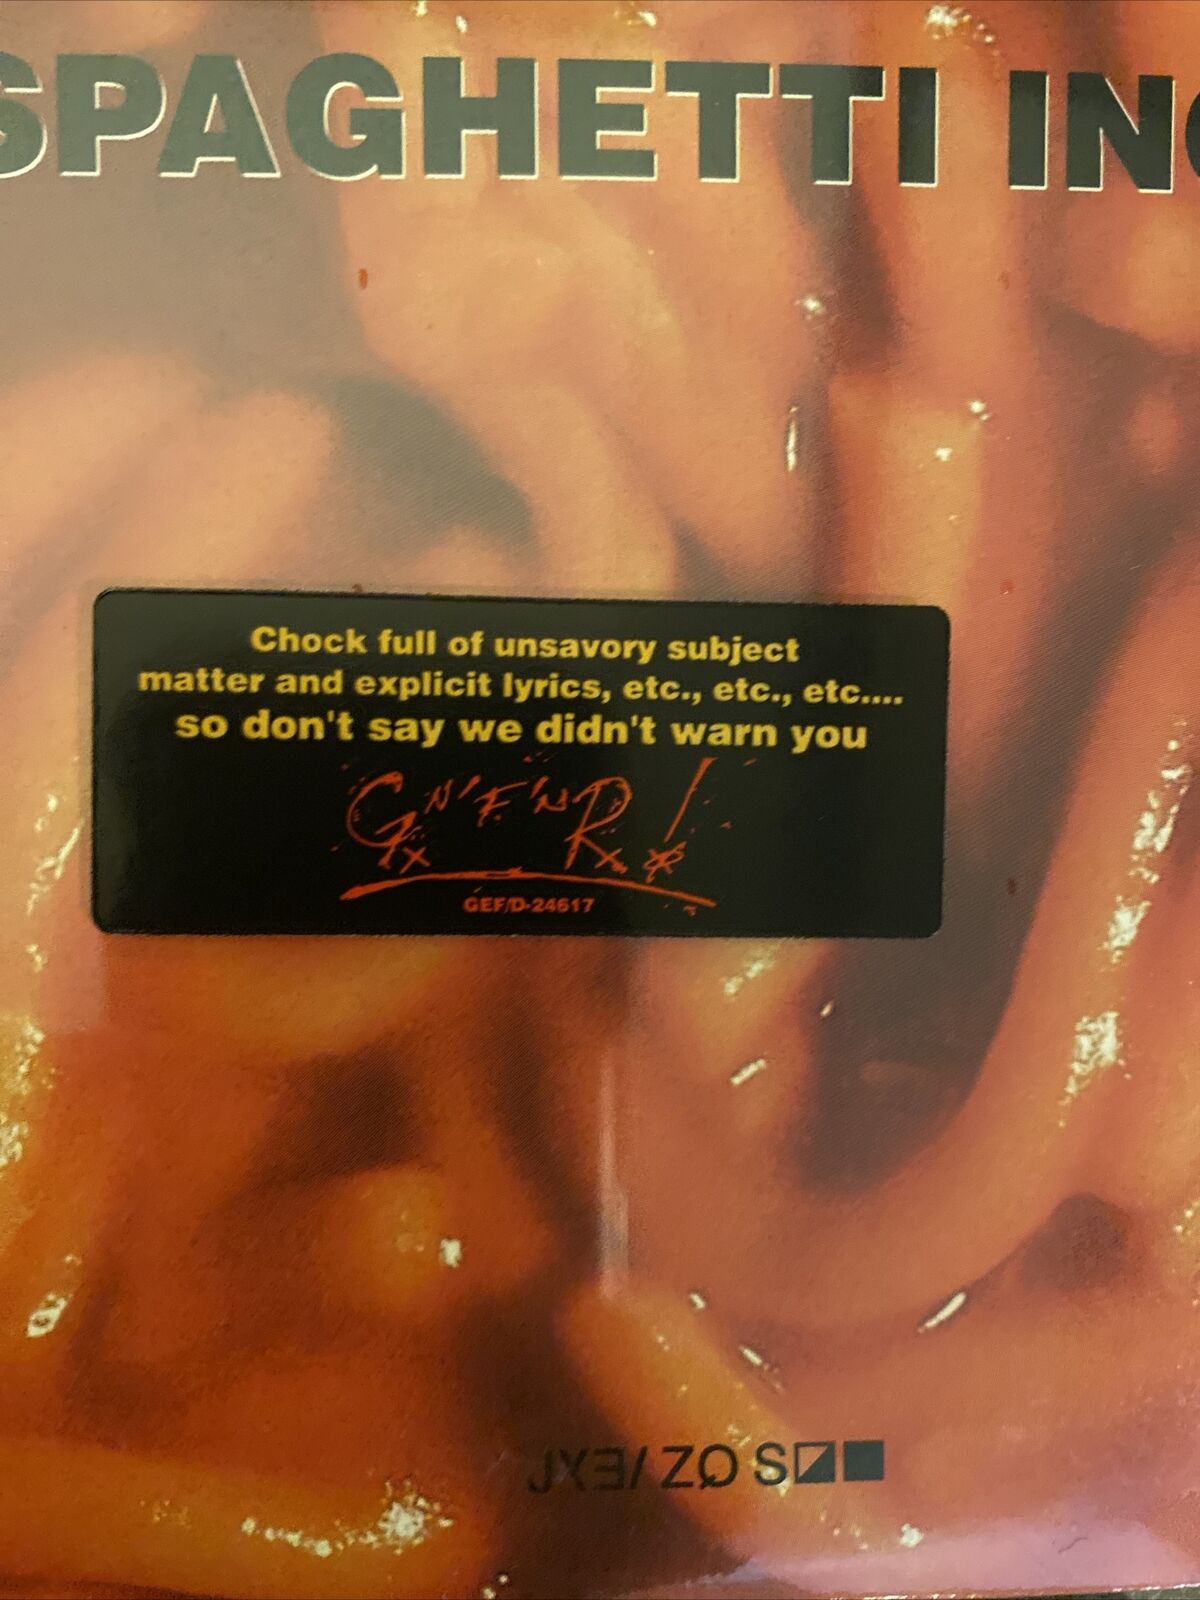 SPAGHETTI INC
Chock full of unsavory subject
matter and explicit lyrics, etc., etc., etc....
so don't say we didn't warn you
G N' F 'N R!
GEF/D-24617